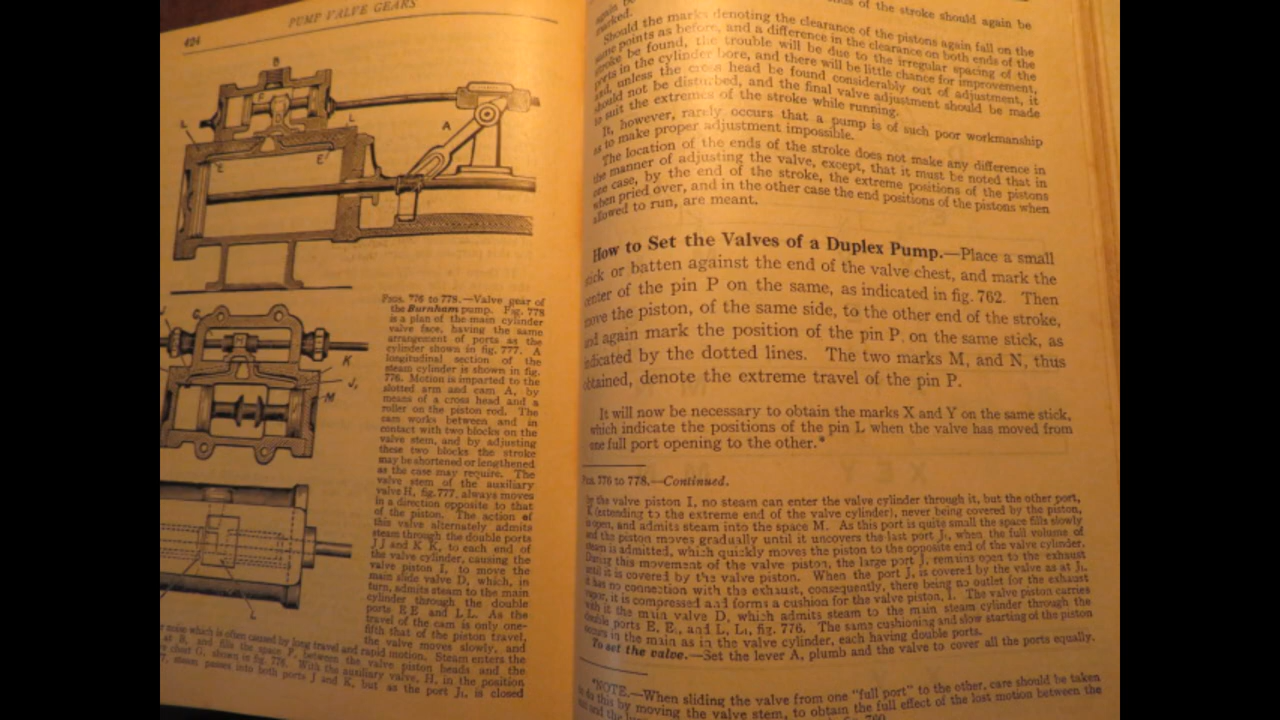 PUMP VALVE GEARS
424
B
L
L
A
E
E'
FIGS. 776 to 778.—Valve gear of
the Burnham pump. Fig. 778
is a plan of the main cylinder
valve face, having the same
arrangement of ports as the
cylinder shown in fig. 777. A
longitudinal section of the
steam cylinder is shown in fig.
776. Motion is imparted to the
slotted arm and cam A, by
means of a cross head and a
roller on the piston rod. The
cam works between and in
contact with two blocks on the
valve stem, and by adjusting
these two blocks the stroke
may be shortened or lengthened
as the case may require. The
valve stem of the auxiliary
valve H, fig. 777, always moves
in a direction opposite to that
of the piston. The action of
this valve alternately admits
steam through the double ports
J J and K K, to each end of
the valve cylinder, causing the
valve piston I, to move the
main slide valve D, which, in
turn, admits steam to the main
cylinder through the double
ports E E and L L. As the
travel of the cam is only one-
fifth that of the piston travel,
the valve moves slowly, and
noise which is often caused by long travel and rapid motion. Steam enters the
at B, and fills the space F, between the valve piston heads and the
chest G, shown in fig. 776. With the auxiliary valve, H, in the position
steam passes into both ports J and K, but as the port J₁, is closed
G
K
J₁
M
L
of the stroke should again be
marked.
Should the marks denoting the clearance of the pistons again fall on the
same points as before, and a difference in the clearance on both ends of the
stroke be found, the trouble will be due to the irregular spacing of the
ports in the cylinder bore, and there will be little chance for improvement,
and, unless the cross head be found considerably out of adjustment, it
should not be disturbed, and the final valve adjustment should be made
to suit the extremes of the stroke while running.
It, however, rarely occurs that a pump is of such poor workmanship
as to make proper adjustment impossible.
The location of the ends of the stroke does not make any difference in
the manner of adjusting the valve, except, that it must be noted that in
one case, by the end of the stroke, the extreme positions of the pistons
when pried over, and in the other case the end positions of the pistons when
allowed to run, are meant.
How to Set the Valves of a Duplex Pump.—Place a small
stick or batten against the end of the valve chest, and mark the
center of the pin P on the same, as indicated in fig. 762. Then
move the piston, of the same side, to the other end of the stroke,
and again mark the position of the pin P, on the same stick, as
indicated by the dotted lines. The two marks M, and N, thus
obtained, denote the extreme travel of the pin P.
It will now be necessary to obtain the marks X and Y on the same stick,
which indicate the positions of the pin L when the valve has moved from
one full port opening to the other.*
FIGS. 776 to 778.—Continued.
by the valve piston I, no steam can enter the valve cylinder through it, but the other port,
K (extending to the extreme end of the valve cylinder), never being covered by the piston,
is open, and admits steam into the space M. As this port is quite small the space fills slowly
and the piston moves gradually until it uncovers the last port J₁, when the full volume of
steam is admitted, which quickly moves the piston to the opposite end of the valve cylinder.
During this movement of the valve piston, the large port J, remains open to the exhaust
until it is covered by the valve piston. When the port J, is covered by the valve as at J₁,
it has no connection with the exhaust, consequently, there being no outlet for the exhaust
vapor, it is compressed and forms a cushion for the valve piston, I. The valve piston carries
with it the main valve D, which admits steam to the main steam cylinder through the
double ports E, E₁, and L, L₁, fig. 776. The same cushioning and slow starting of the piston
occurs in the main as in the valve cylinder, each having double ports.
To set the valve.—Set the lever A, plumb and the valve to cover all the ports equally.
*NOTE.—When sliding the valve from one "full port" to the other, care should be taken
to do this by moving the valve stem, to obtain the full effect of the lost motion between the